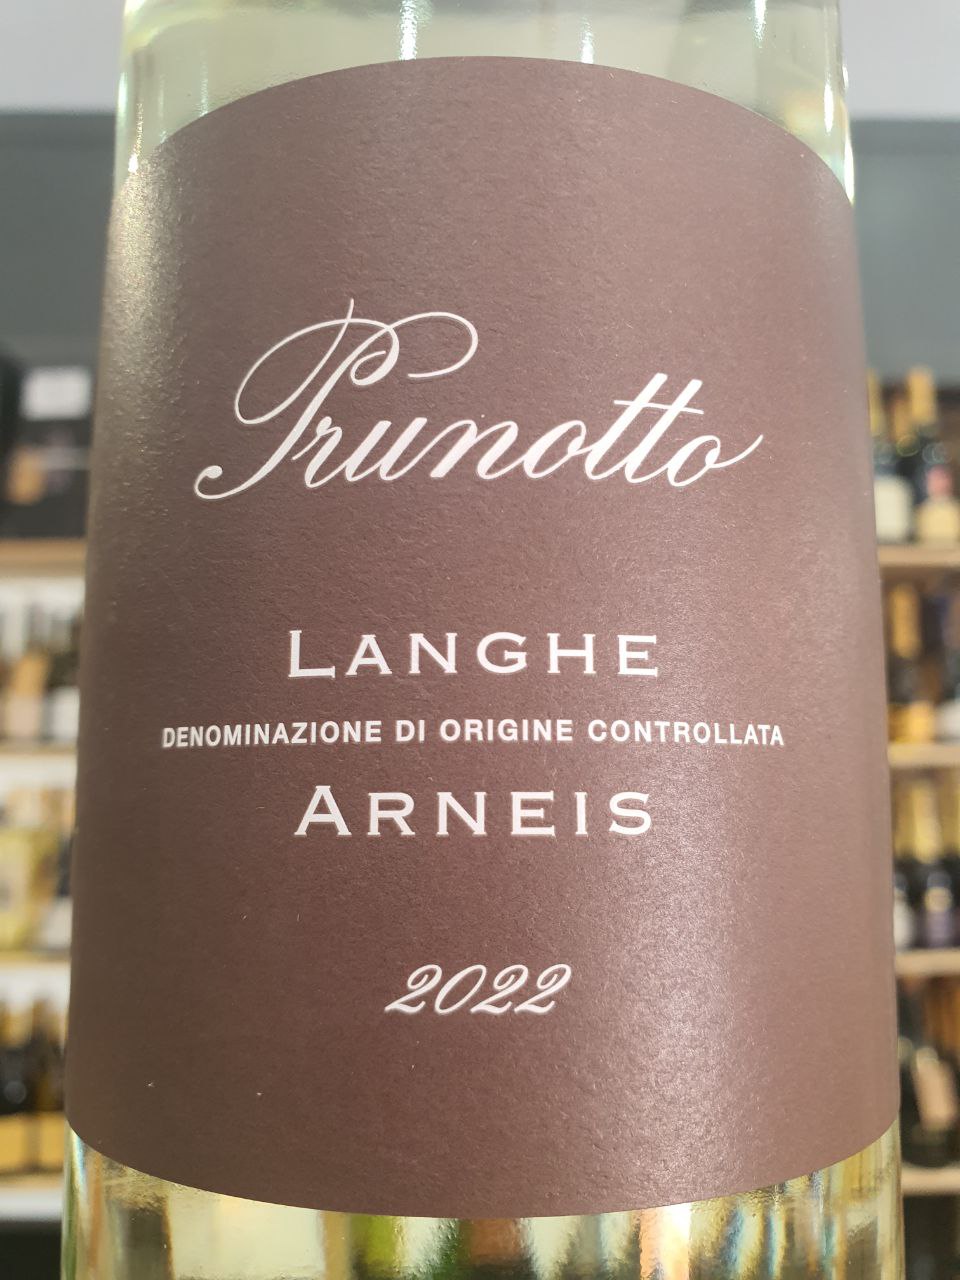 Prunotto
LANGHE
DENOMINAZIONE DI ORIGINE CONTROLLATA
ARNEIS
2022